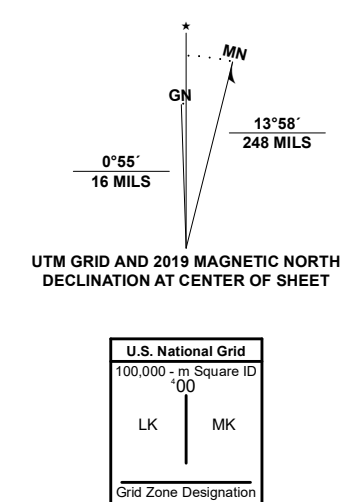 MN
GN
13°58´
248 MILS
0°55´
16 MILS
UTM GRID AND 2019 MAGNETIC NORTH
DECLINATION AT CENTER OF SHEET
U.S. National Grid
100,000 - m Square ID
⁴00
LK MK
Grid Zone Designation